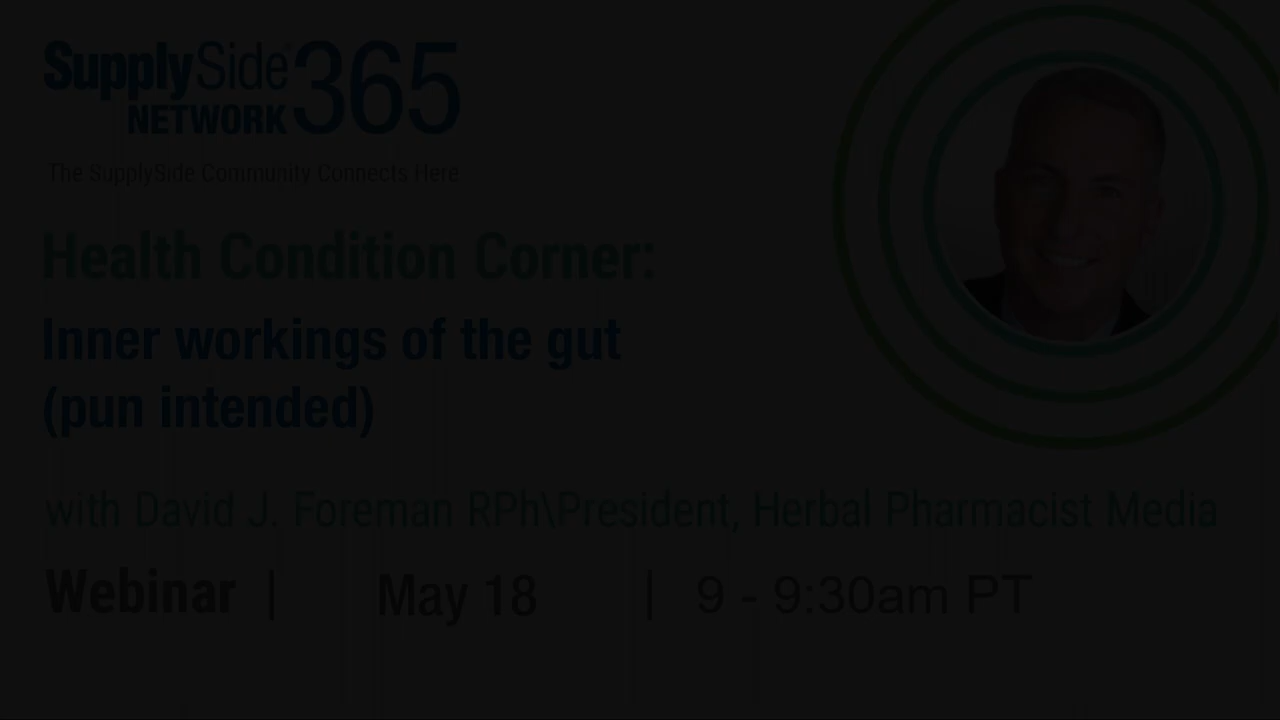 SupplySide 365
NETWORK
The SupplySide Community Connects Here
Health Condition Corner:
Inner workings of the gut
(pun intended)
with David J. Foreman RPh\President, Herbal Pharmacist Media
Webinar | May 18 | 9 - 9:30am PT